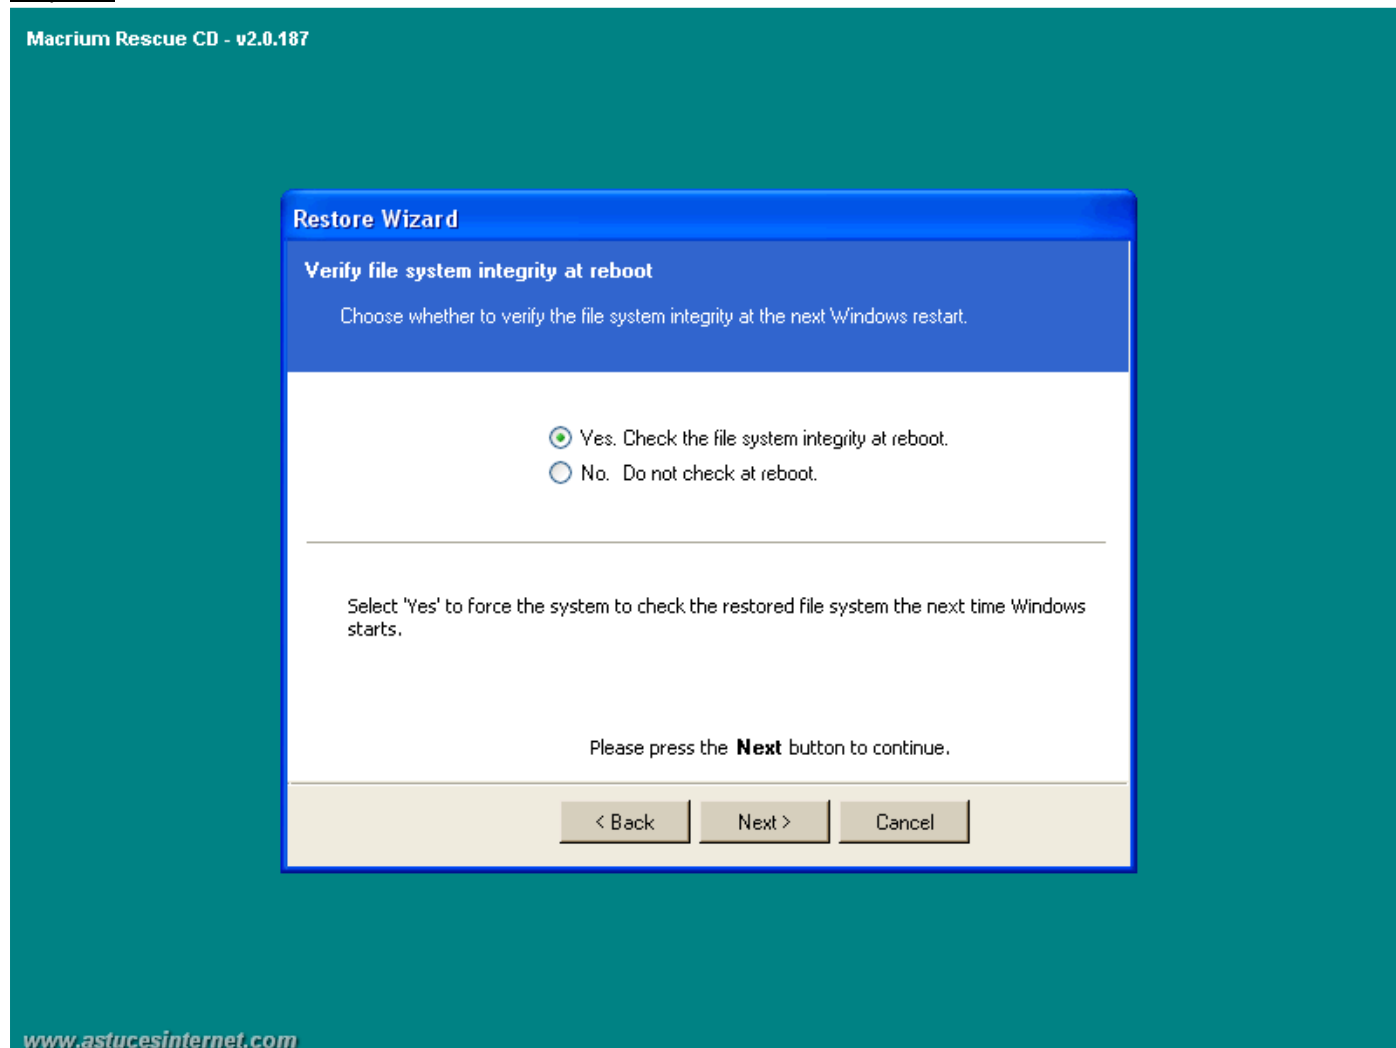 Macrium Rescue CD - v2.0.187
Restore Wizard
Verify file system integrity at reboot
Choose whether to verify the file system integrity at the next Windows restart.
Yes. Check the file system integrity at reboot.
No. Do not check at reboot.
Select 'Yes' to force the system to check the restored file system the next time Windows
starts.
Please press the Next button to continue.
< Back Next > Cancel
www.astucesinternet.com